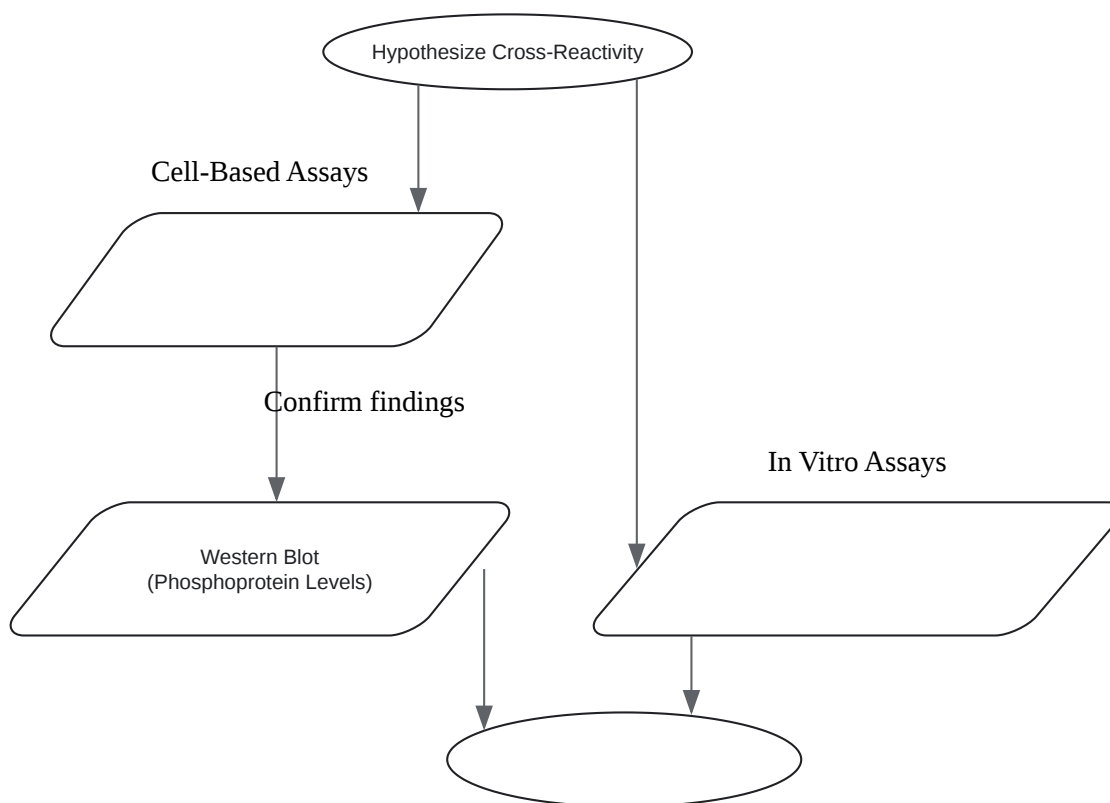 Hypothesize Cross-Reactivity
Cell-Based Assays
Confirm findings
In Vitro Assays
Western Blot
(Phosphoprotein Levels)